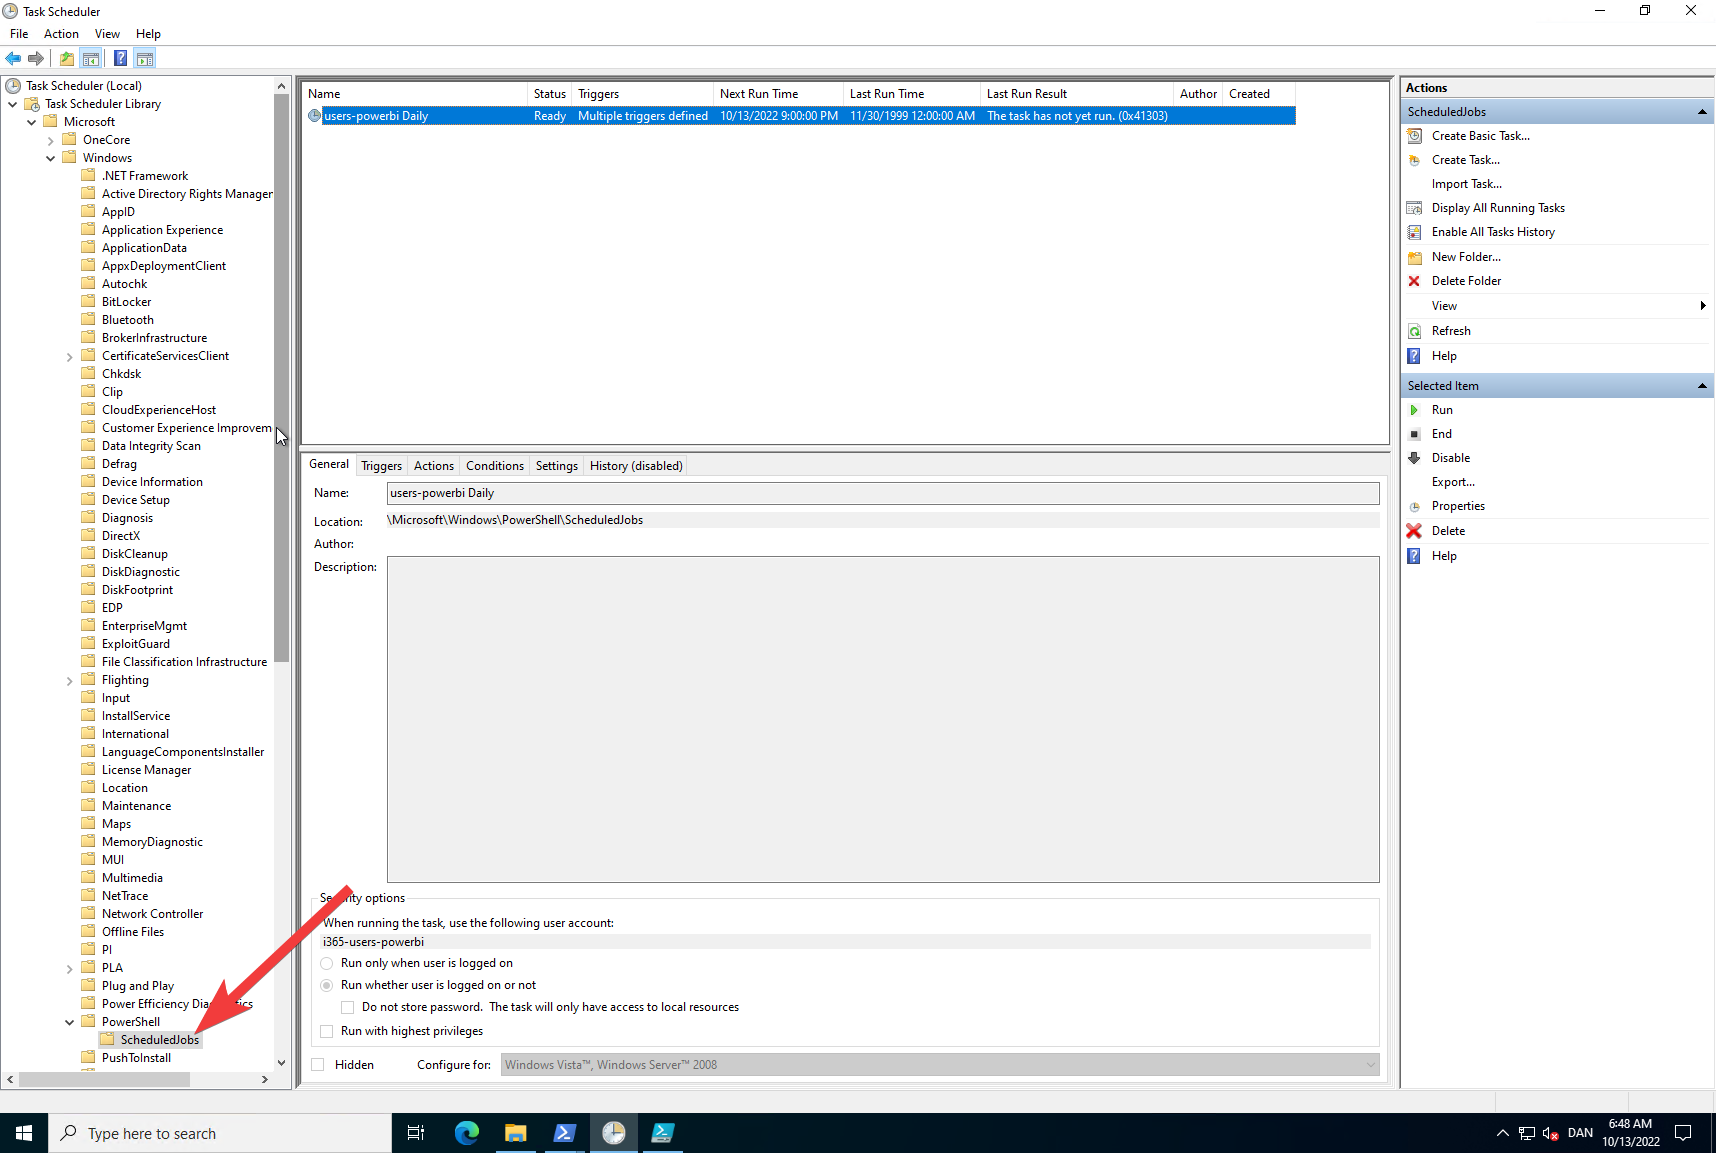 Task Scheduler
File Action View Help
Task Scheduler (Local)
Task Scheduler Library
Microsoft
OneCore
Windows
.NET Framework
Active Directory Rights Manager
AppID
Application Experience
ApplicationData
AppxDeploymentClient
Autochk
BitLocker
Bluetooth
BrokerInfrastructure
CertificateServicesClient
Chkdsk
Clip
CloudExperienceHost
Customer Experience Improvem
Data Integrity Scan
Defrag
Device Information
Device Setup
Diagnosis
DirectX
DiskCleanup
DiskDiagnostic
DiskFootprint
EDP
EnterpriseMgmt
ExploitGuard
File Classification Infrastructure
Flighting
Input
InstallService
International
LanguageComponentsInstaller
License Manager
Location
Maintenance
Maps
MemoryDiagnostic
MUI
Multimedia
NetTrace
Network Controller
Offline Files
PI
PLA
Plug and Play
Power Efficiency
PowerShell
ScheduledJobs
PushToInstall
Name Status Triggers Next Run Time Last Run Time Last Run Result Author Created
users-powerbi Daily Ready Multiple triggers defined 10/13/2022 9:00:00 PM 11/30/1999 12:00:00 AM The task has not yet run. (0x41303)
General Triggers Actions Conditions Settings History (disabled)
Name: users-powerbi Daily
Location: \Microsoft\Windows\PowerShell\ScheduledJobs
Author:
Description:
Security options
When running the task, use the following user account:
i365-users-powerbi
Run only when user is logged on
Run whether user is logged on or not
Do not store password. The task will only have access to local resources
Run with highest privileges
Hidden Configure for: Windows Vista™, Windows Server™ 2008
Actions
ScheduledJobs
Create Basic Task...
Create Task...
Import Task...
Display All Running Tasks
Enable All Tasks History
New Folder...
Delete Folder
View
Refresh
Help
Selected Item
Run
End
Disable
Export...
Properties
Delete
Help
Type here to search
DAN
6:48 AM
10/13/2022